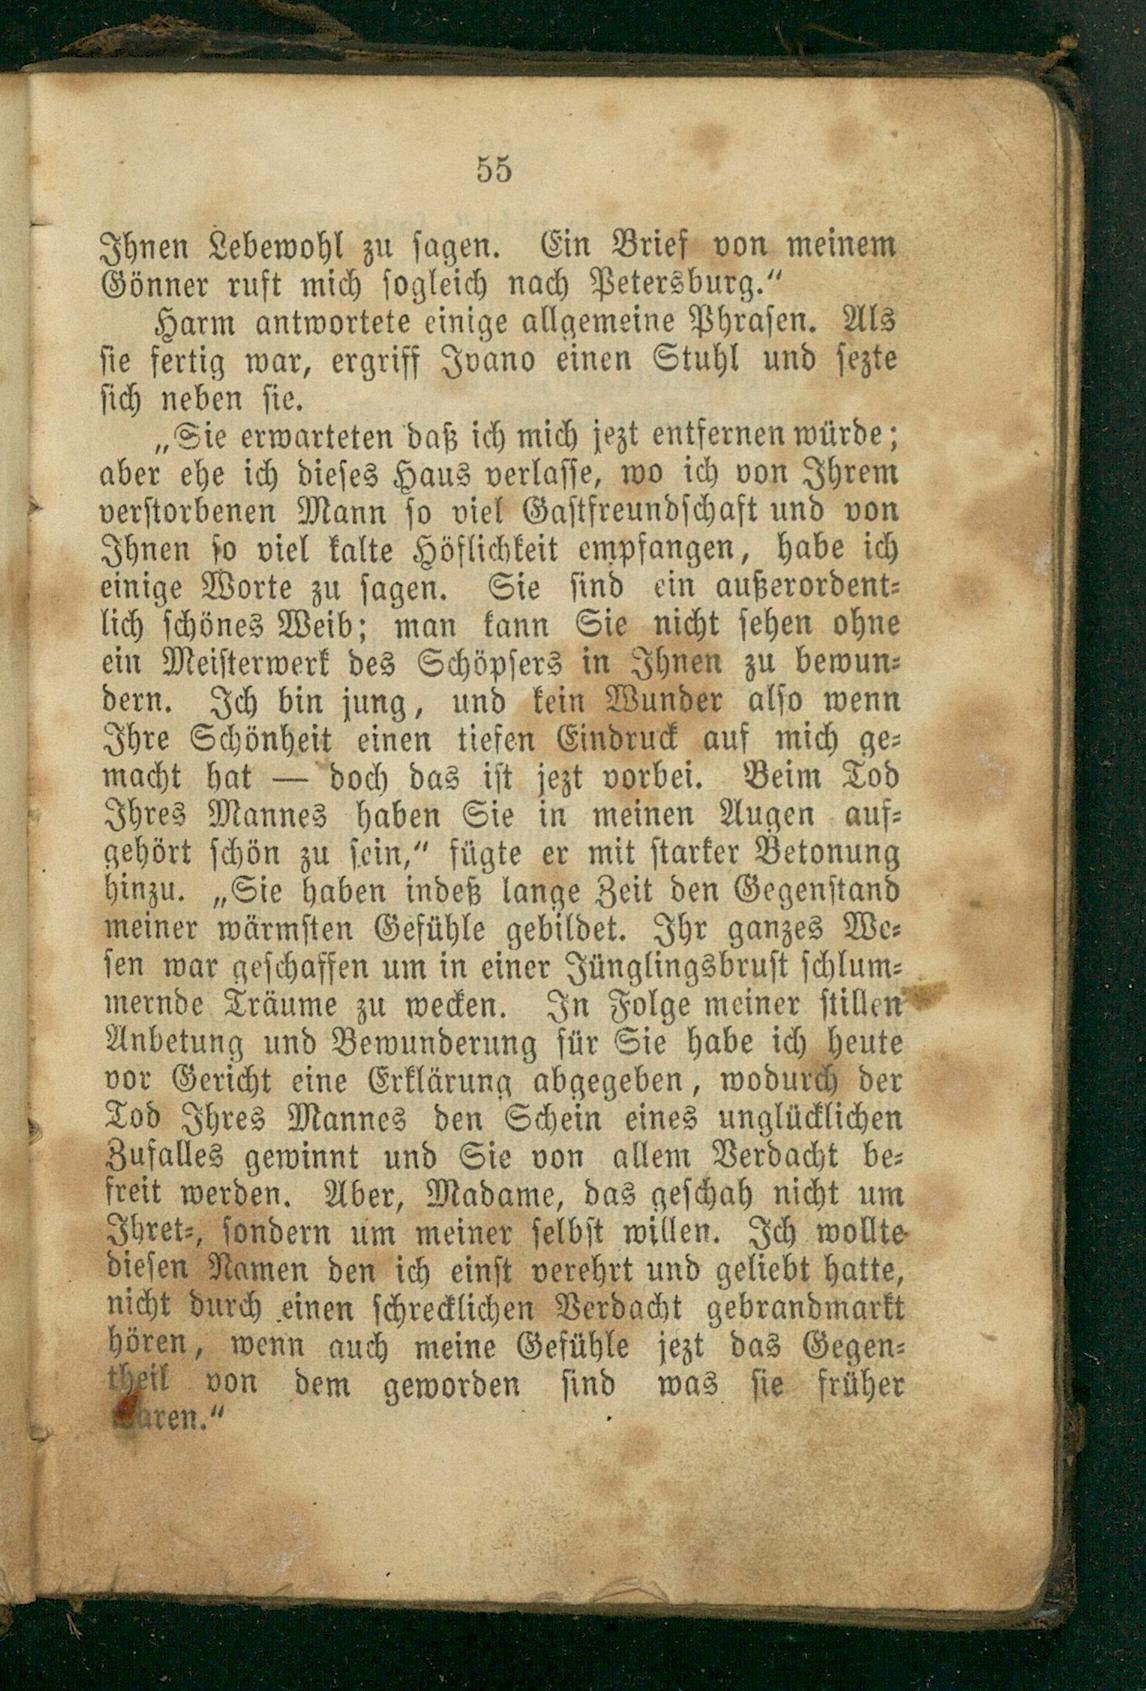 55
Ihnen Lebewohl zu sagen. Ein Brief von meinem
Gönner ruft mich sogleich nach Petersburg.“
Harm antwortete einige allgemeine Phrasen. Als
sie fertig war, ergriff Ivano einen Stuhl und sezte
sich neben sie.
„Sie erwarteten daß ich mich jezt entfernen würde;
aber ehe ich dieses Haus verlasse, wo ich von Ihrem
verstorbenen Mann so viel Gastfreundschaft und von
Ihnen so viel kalte Höflichkeit empfangen, habe ich
einige Worte zu sagen. Sie sind ein außerordent-
lich schönes Weib; man kann Sie nicht sehen ohne
ein Meisterwerk des Schöpfers in Ihnen zu bewun-
dern. Ich bin jung, und kein Wunder also wenn
Ihre Schönheit einen tiefen Eindruck auf mich ge-
macht hat — doch das ist jezt vorbei. Beim Tod
Ihres Mannes haben Sie in meinen Augen auf-
gehört schön zu sein,“ fügte er mit starker Betonung
hinzu. „Sie haben indeß lange Zeit den Gegenstand
meiner wärmsten Gefühle gebildet. Ihr ganzes We-
sen war geschaffen um in einer Jünglingsbrust schlum-
mernde Träume zu wecken. In Folge meiner stillen
Anbetung und Bewunderung für Sie habe ich heute
vor Gericht eine Erklärung abgegeben, wodurch der
Tod Ihres Mannes den Schein eines unglücklichen
Zufalles gewinnt und Sie von allem Verdacht be-
freit werden. Aber, Madame, das geschah nicht um
Ihret-, sondern um meiner selbst willen. Ich wollte
diesen Namen den ich einst verehrt und geliebt hatte,
nicht durch einen schrecklichen Verdacht gebrandmarkt
hören, wenn auch meine Gefühle jezt das Gegen-
theil von dem geworden sind was sie früher
waren.“